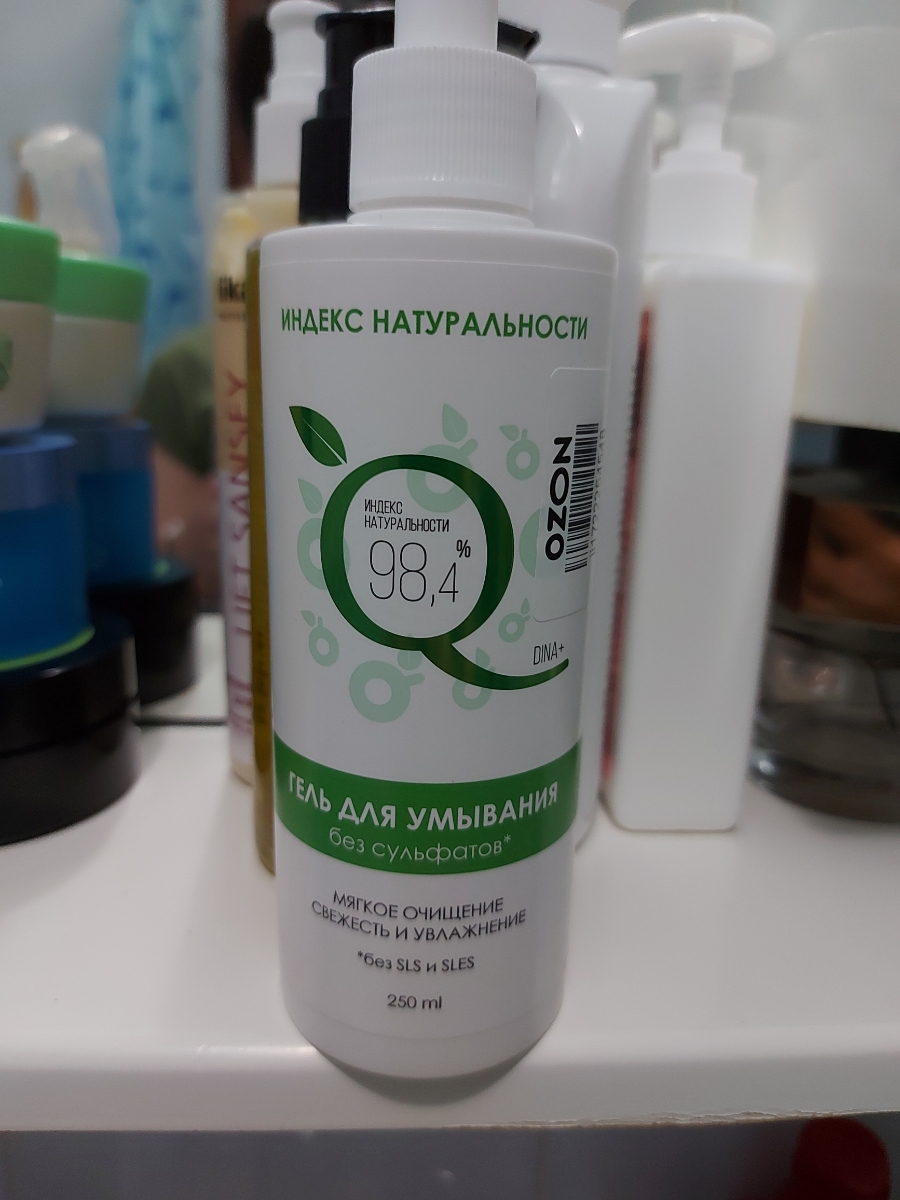 ИНДЕКС НАТУРАЛЬНОСТИ
ИНДЕКС
НАТУРАЛЬНОСТИ
98,4%
OZON
DINA+
ГЕЛЬ ДЛЯ УМЫВАНИЯ
без сульфатов*
МЯГКОЕ ОЧИЩЕНИЕ
СВЕЖЕСТЬ И УВЛАЖНЕНИЕ
*без SLS и SLES
250 ml
SANSEY